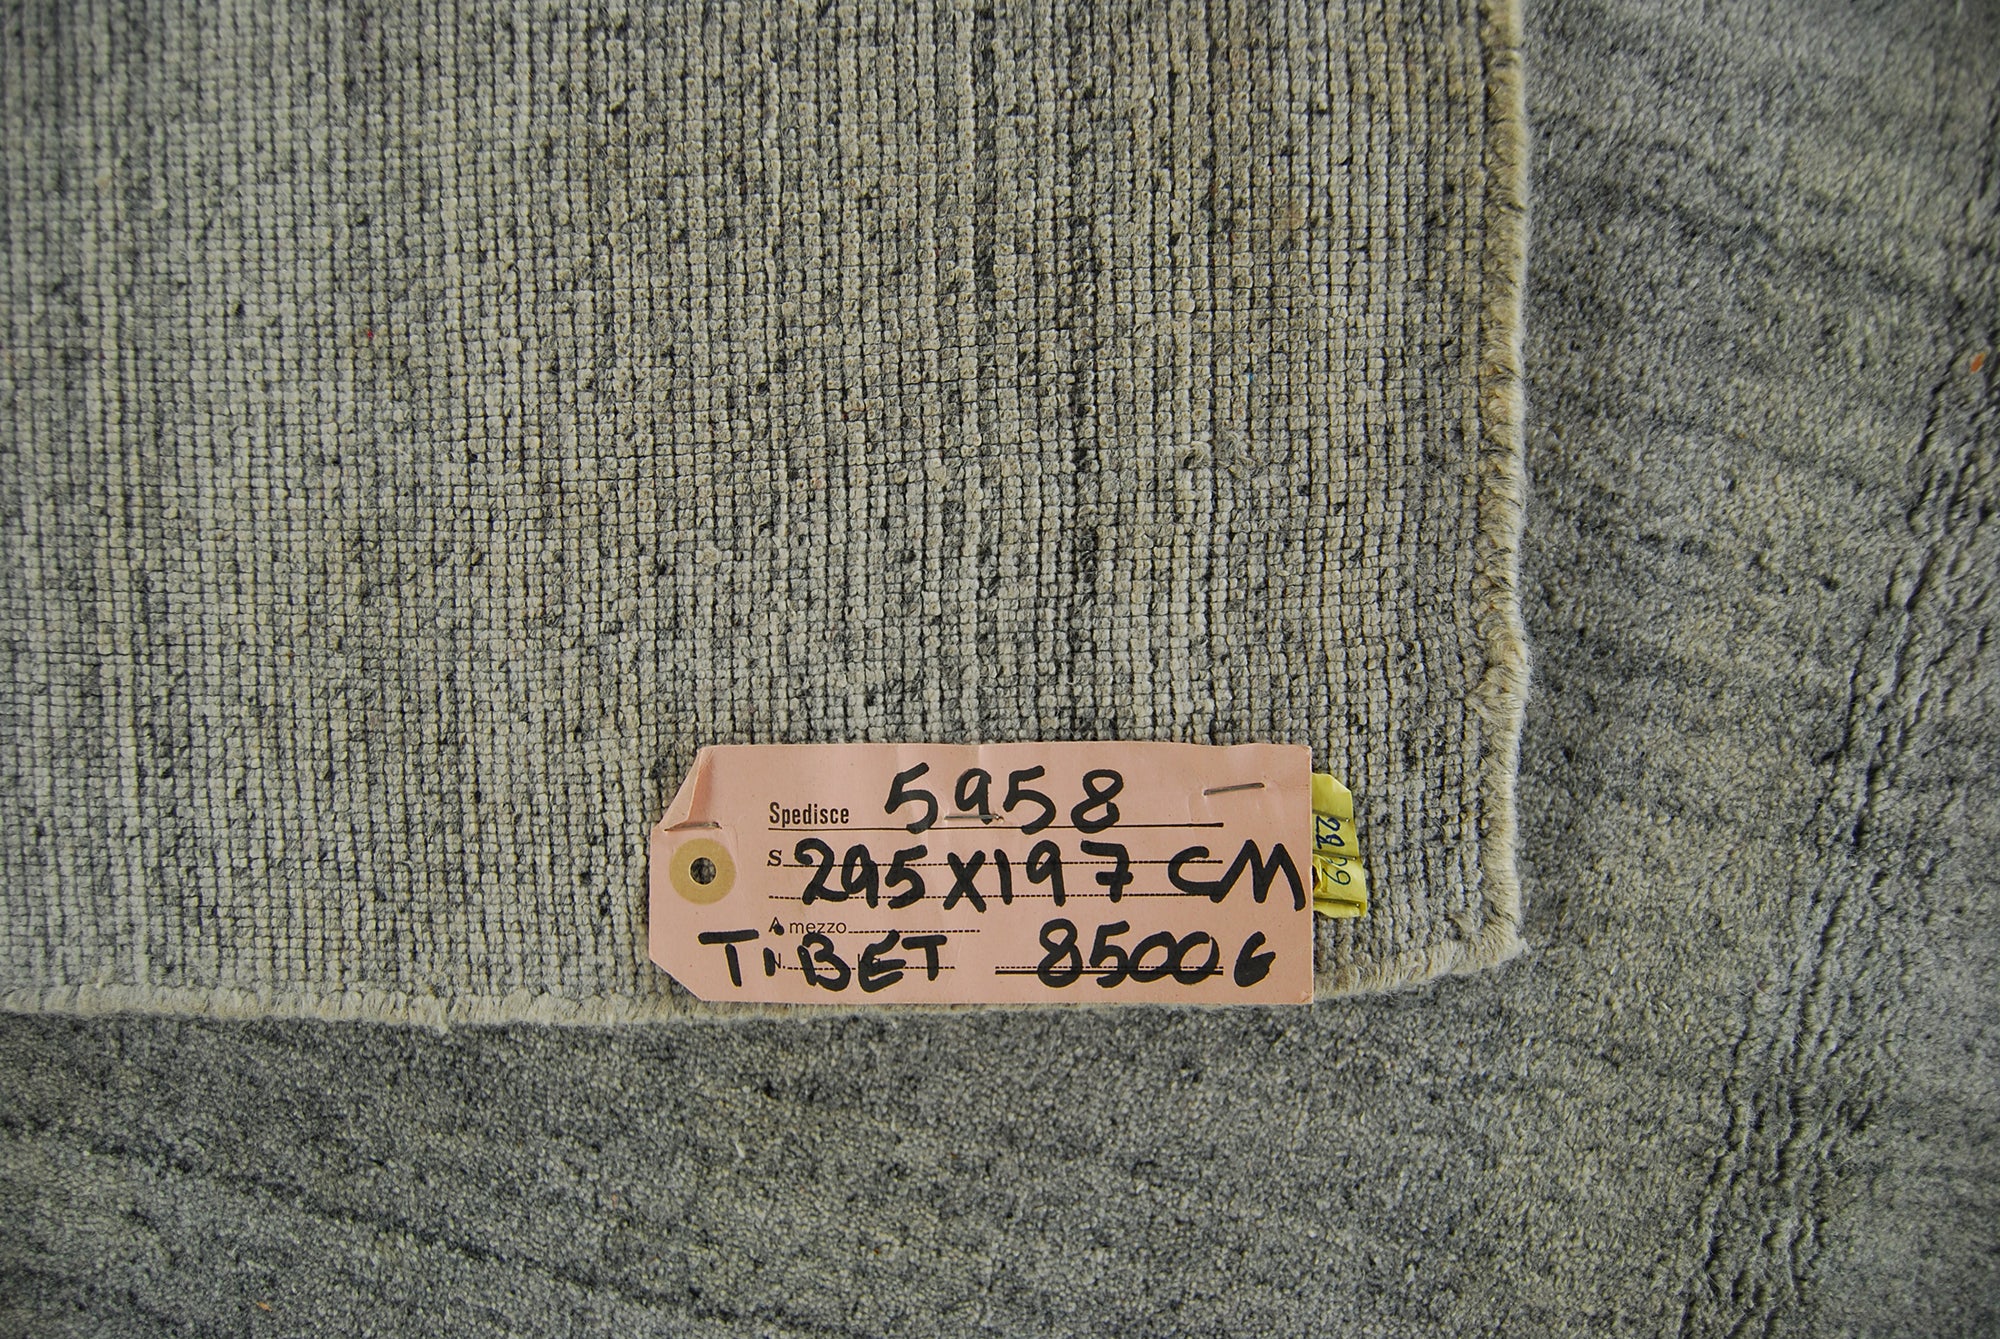 Spedisce 5958
S. 295X197 CM
A mezzo
N. TiBET 8500G